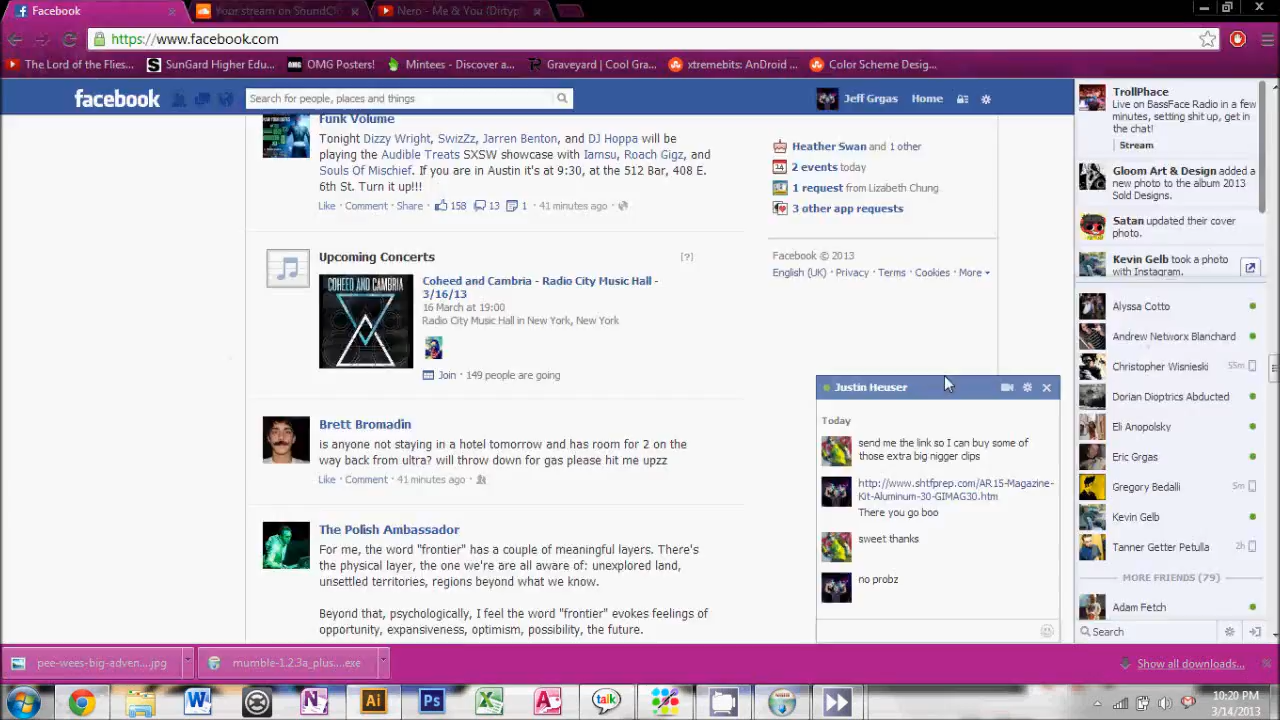 Facebook
Your stream on SoundCl
Nero - Me & You (Dirtyp
https://www.facebook.com
The Lord of the Flies...
SunGard Higher Edu...
OMG Posters!
Mintees - Discover a...
Graveyard | Cool Gra...
xtremebits: AnDroid ...
Color Scheme Desig...
facebook
Search for people, places and things
Jeff Grgas
Home
Funk Volume
Tonight Dizzy Wright, SwizZz, Jarren Benton, and DJ Hoppa will be
playing the Audible Treats SXSW showcase with Iamsu, Roach Gigz, and
Souls Of Mischief. If you are in Austin it's at 9:30, at the 512 Bar, 408 E.
6th St. Turn it up!!!
Like · Comment · Share · 158 13 1 · 41 minutes ago ·
Upcoming Concerts
[?]
COHEED AND CAMBRIA
Coheed and Cambria - Radio City Music Hall -
3/16/13
16 March at 19:00
Radio City Music Hall in New York, New York
Join · 149 people are going
Brett Bromadin
is anyone not staying in a hotel tomorrow and has room for 2 on the
way back from ultra? will throw down for gas please hit me upzz
Like · Comment · 41 minutes ago ·
The Polish Ambassador
For me, the word "frontier" has a couple of meaningful layers. There's
the physical layer, the one we're all aware of: unexplored land,
unsettled territories, regions beyond what we know.
Beyond that, psychologically, I feel the word "frontier" evokes feelings of
opportunity, expansiveness, optimism, possibility, the future.
Heather Swan and 1 other
14
2 events today
1 request from Lizabeth Chung
3 other app requests
Facebook © 2013
English (UK) · Privacy · Terms · Cookies · More
Justin Heuser
Today
send me the link so I can buy some of
those extra big nigger clips
http://www.shtfprep.com/AR15-Magazine-
Kit-Aluminum-30-GIMAG30.htm
There you go boo
sweet thanks
no probz
TrollPhace
Live on BassFace Radio in a few
minutes, setting shit up, get in
the chat!
Stream
Gloom Art & Design added a
new photo to the album 2013
Sold Designs.
Satan updated their cover
photo.
Kevin Gelb took a photo
with Instagram.
Alyssa Cotto
Andrew Networx Blanchard
Christopher Wisnieski 55m
Dorian Dioptrics Abducted
Eli Anopolsky
Eric Grgas
Gregory Bedalli 5m
Kevin Gelb
Tanner Getter Petulla 2h
MORE FRIENDS (79)
Adam Fetch
Search
pee-wees-big-adven....jpg
mumble-1.2.3a_plus....exe
Show all downloads...
W
N
Ai
Ps
X
A
talk
10:20 PM
3/14/2013